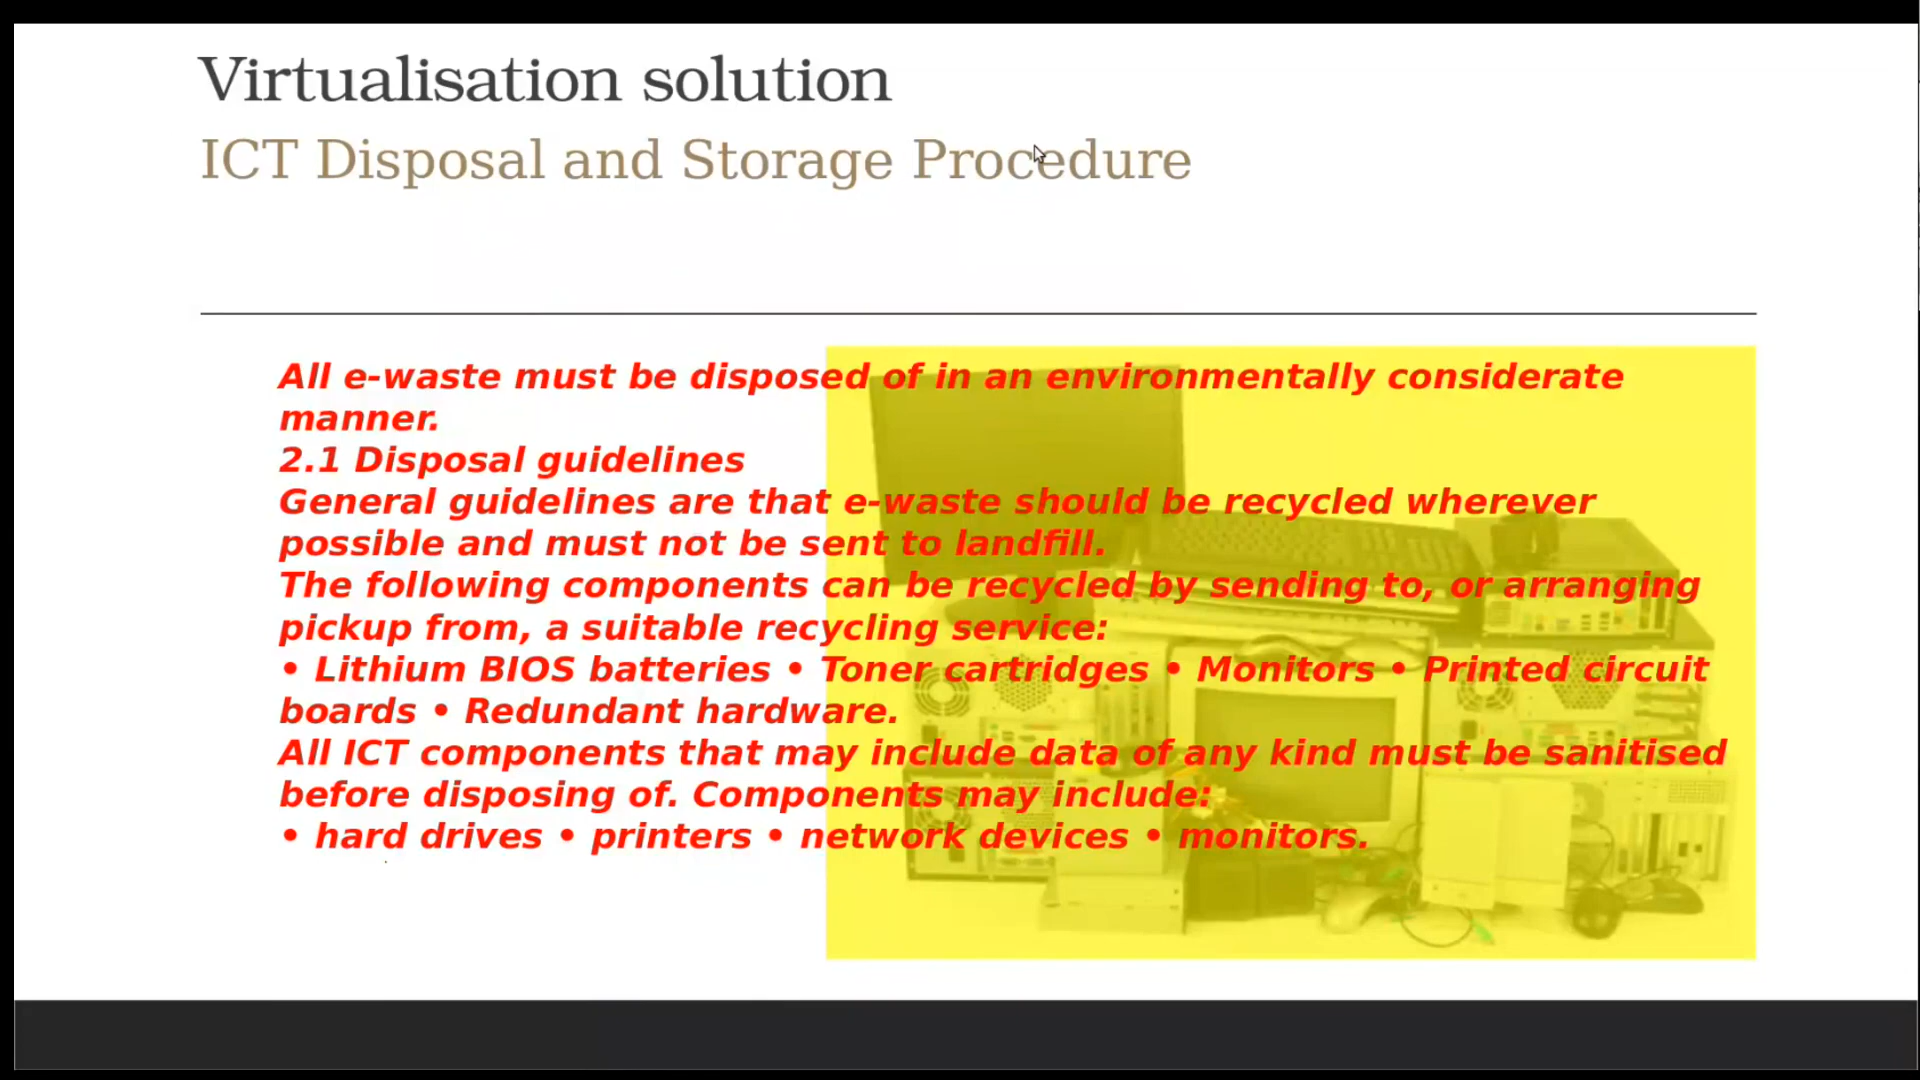 Virtualisation solution
ICT Disposal and Storage Procedure
All e-waste must be disposed of in an environmentally considerate
manner.
2.1 Disposal guidelines
General guidelines are that e-waste should be recycled wherever
possible and must not be sent to landfill.
The following components can be recycled by sending to, or arranging
pickup from, a suitable recycling service:
• Lithium BIOS batteries • Toner cartridges • Monitors • Printed circuit
boards • Redundant hardware.
All ICT components that may include data of any kind must be sanitised
before disposing of. Components may include:
• hard drives • printers • network devices • monitors.